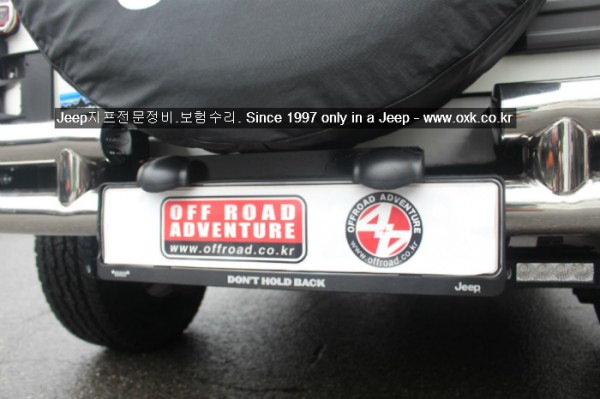 Jeep지프전문정비.보험수리. Since 1997 only in a Jeep - www.oxk.co.kr
OFF ROAD
ADVENTURE
www.offroad.co.kr
OFFROAD ADVENTURE
4x4
www.offroad.co.kr
DON'T HOLD BACK
Jeep